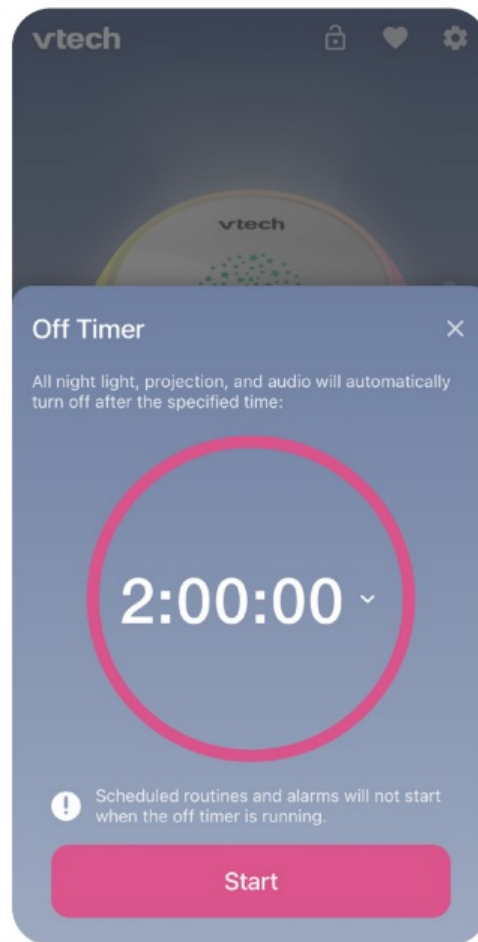 vtech
vtech
Off Timer
All night light, projection, and audio will automatically
turn off after the specified time:
2:00:00
Scheduled routines and alarms will not start
when the off timer is running.
Start